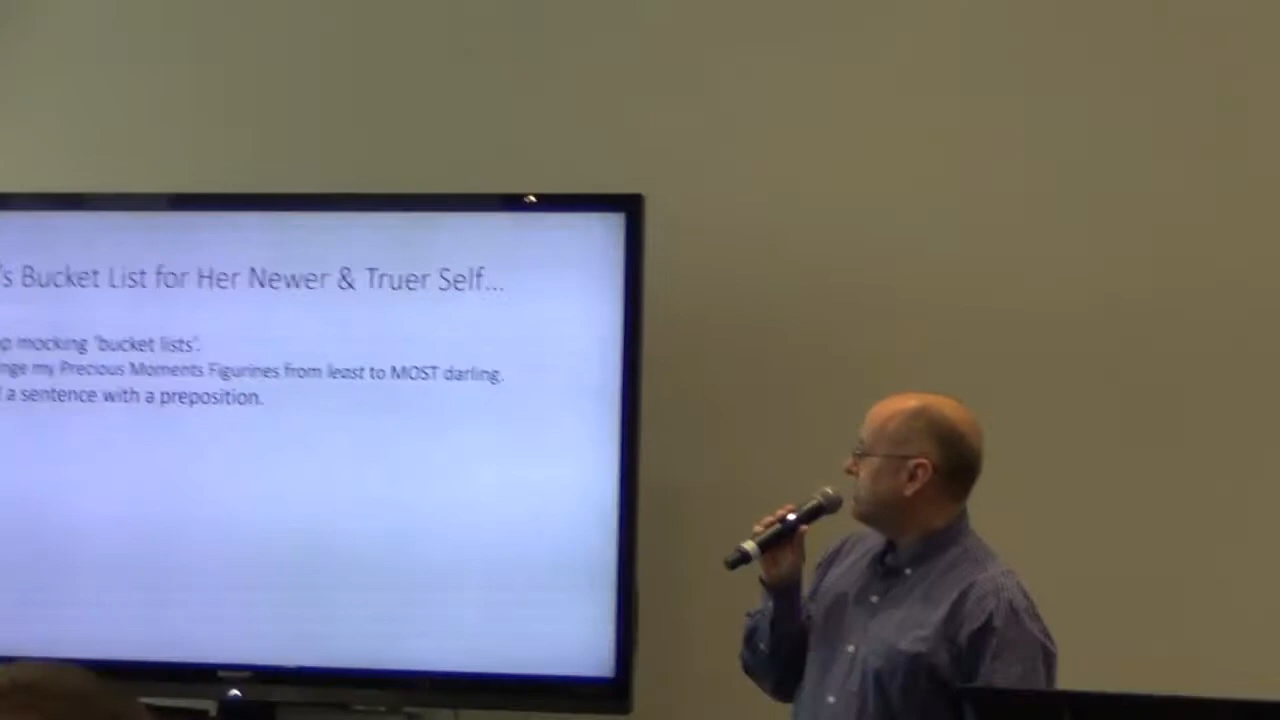 's Bucket List for Her Newer & Truer Self...
p mocking 'bucket lists'.
nge my Precious Moments Figurines from least to MOST darling.
a sentence with a preposition.